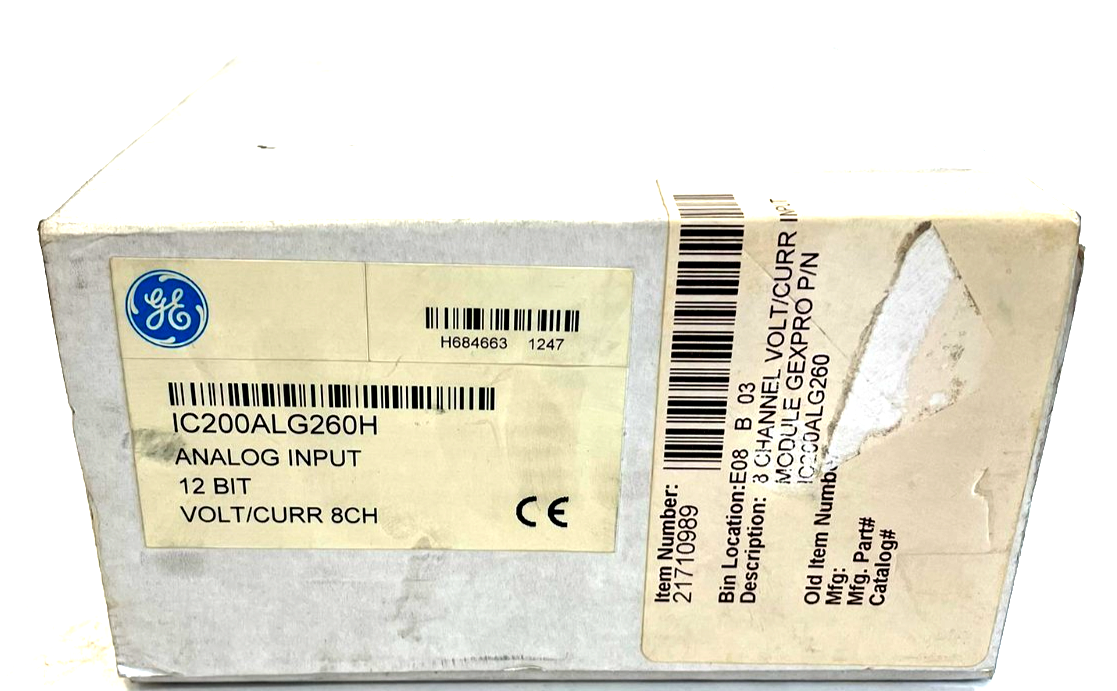 GE
H684663 1247
IC200ALG260H
ANALOG INPUT
12 BIT
VOLT/CURR 8CH
CE
Item Number:
21710989
Bin Location:E08 B 03
Description: 8 CHANNEL VOLT/CURR INPUT
MODULE GEXPRO P/N
IC200ALG260
Old Item Number
Mfg:
Mfg. Part#
Catalog#